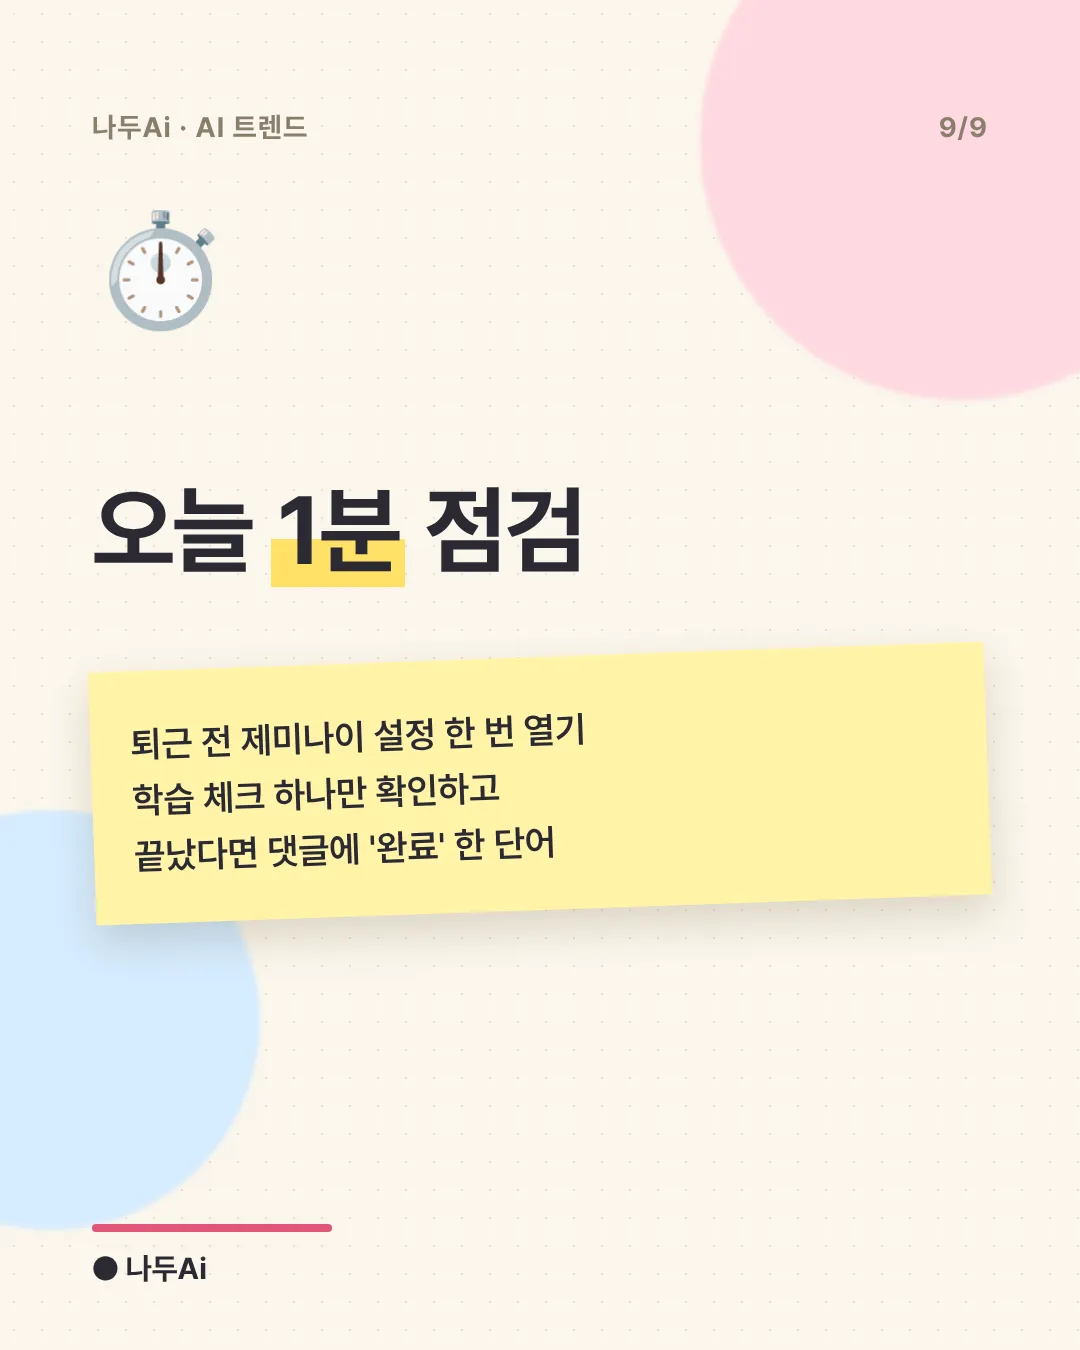 나두Ai · AI 트렌드
9/9
오늘 1분 점검
퇴근 전 제미나이 설정 한 번 열기
학습 체크 하나만 확인하고
끝났다면 댓글에 '완료' 한 단어
나두Ai